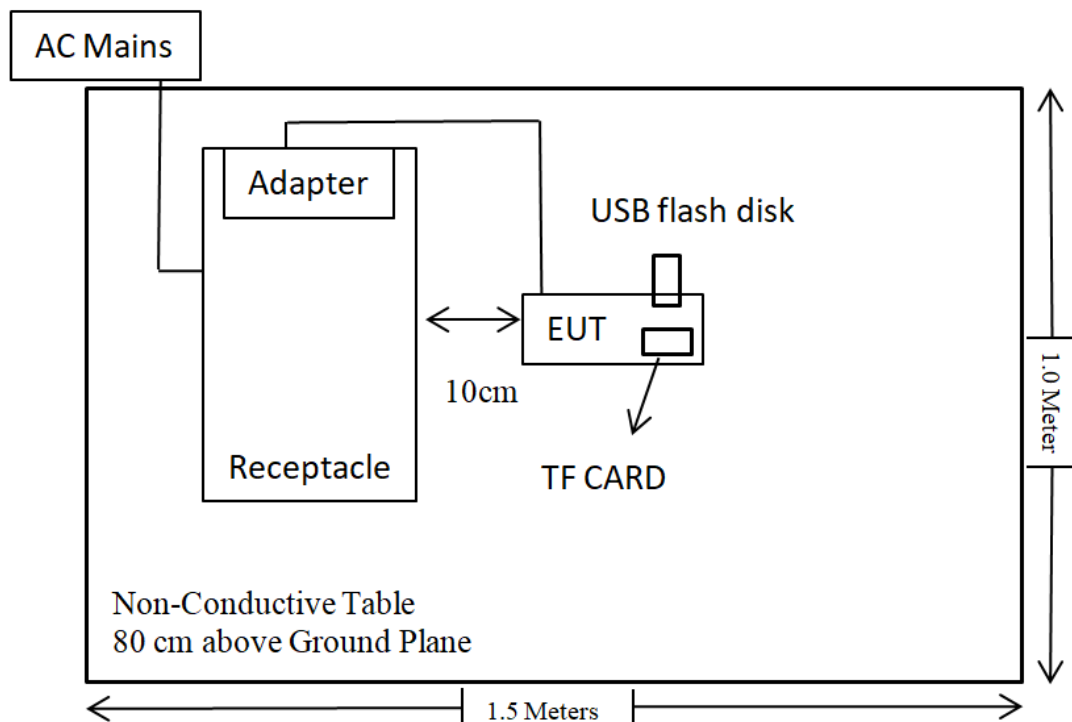 AC Mains
Adapter
USB flash disk
EUT
10cm
1.0 Meter
Receptacle
TF CARD
Non-Conductive Table
80 cm above Ground Plane
1.5 Meters